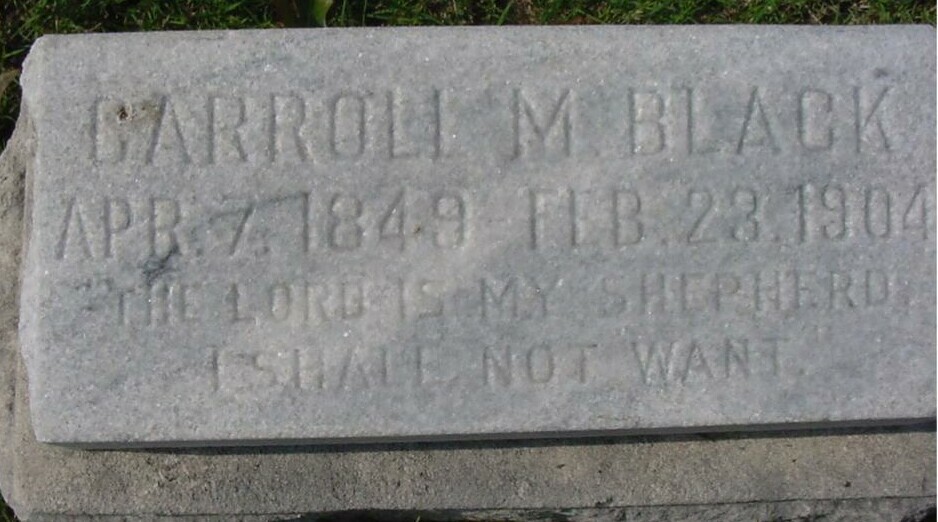 CARROLL M. BLACK
APR. 7. 1849 FEB. 23. 1904
"THE LORD IS MY SHEPHERD,
I SHALL NOT WANT.